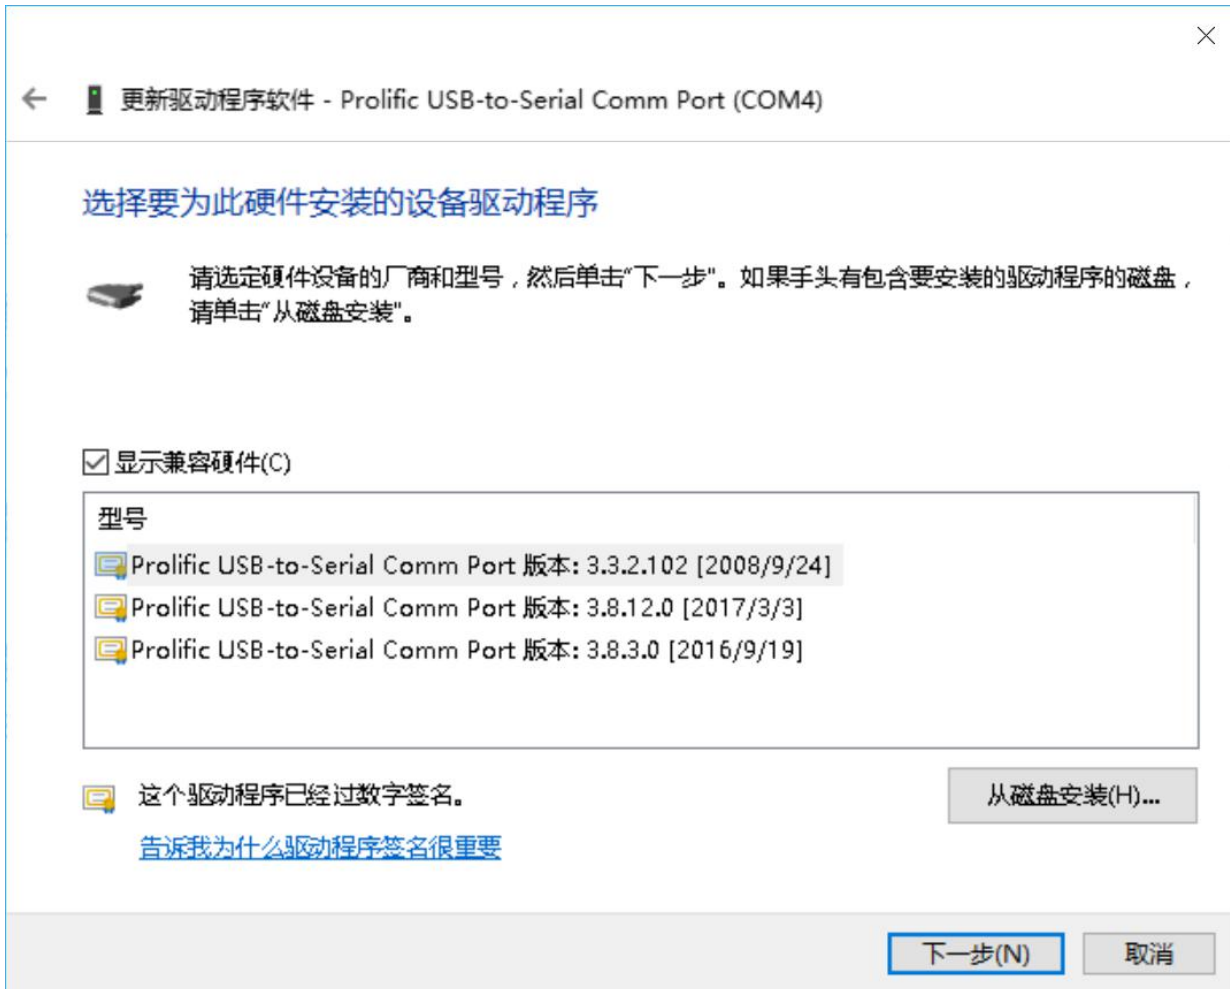 更新驱动程序软件 - Prolific USB-to-Serial Comm Port (COM4)
选择要为此硬件安装的设备驱动程序
请选定硬件设备的厂商和型号，然后单击"下一步"。如果手头有包含要安装的驱动程序的磁盘，
请单击"从磁盘安装"。
显示兼容硬件(C)
型号
Prolific USB-to-Serial Comm Port 版本: 3.3.2.102 [2008/9/24]
Prolific USB-to-Serial Comm Port 版本: 3.8.12.0 [2017/3/3]
Prolific USB-to-Serial Comm Port 版本: 3.8.3.0 [2016/9/19]
这个驱动程序已经过数字签名。
从磁盘安装(H)...
告诉我为什么驱动程序签名很重要
下一步(N)
取消